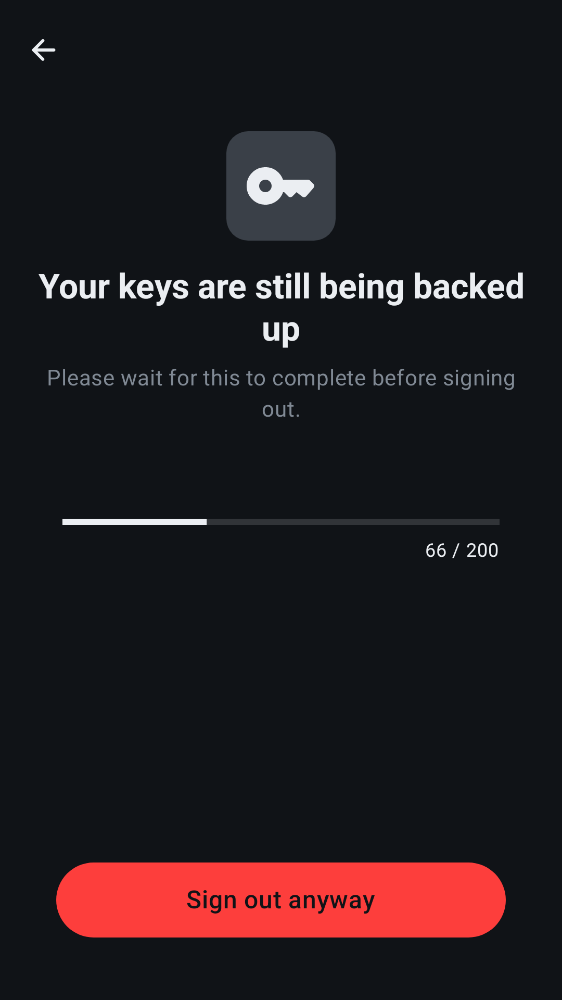 Your keys are still being backed
up
Please wait for this to complete before signing
out.
66 / 200
Sign out anyway